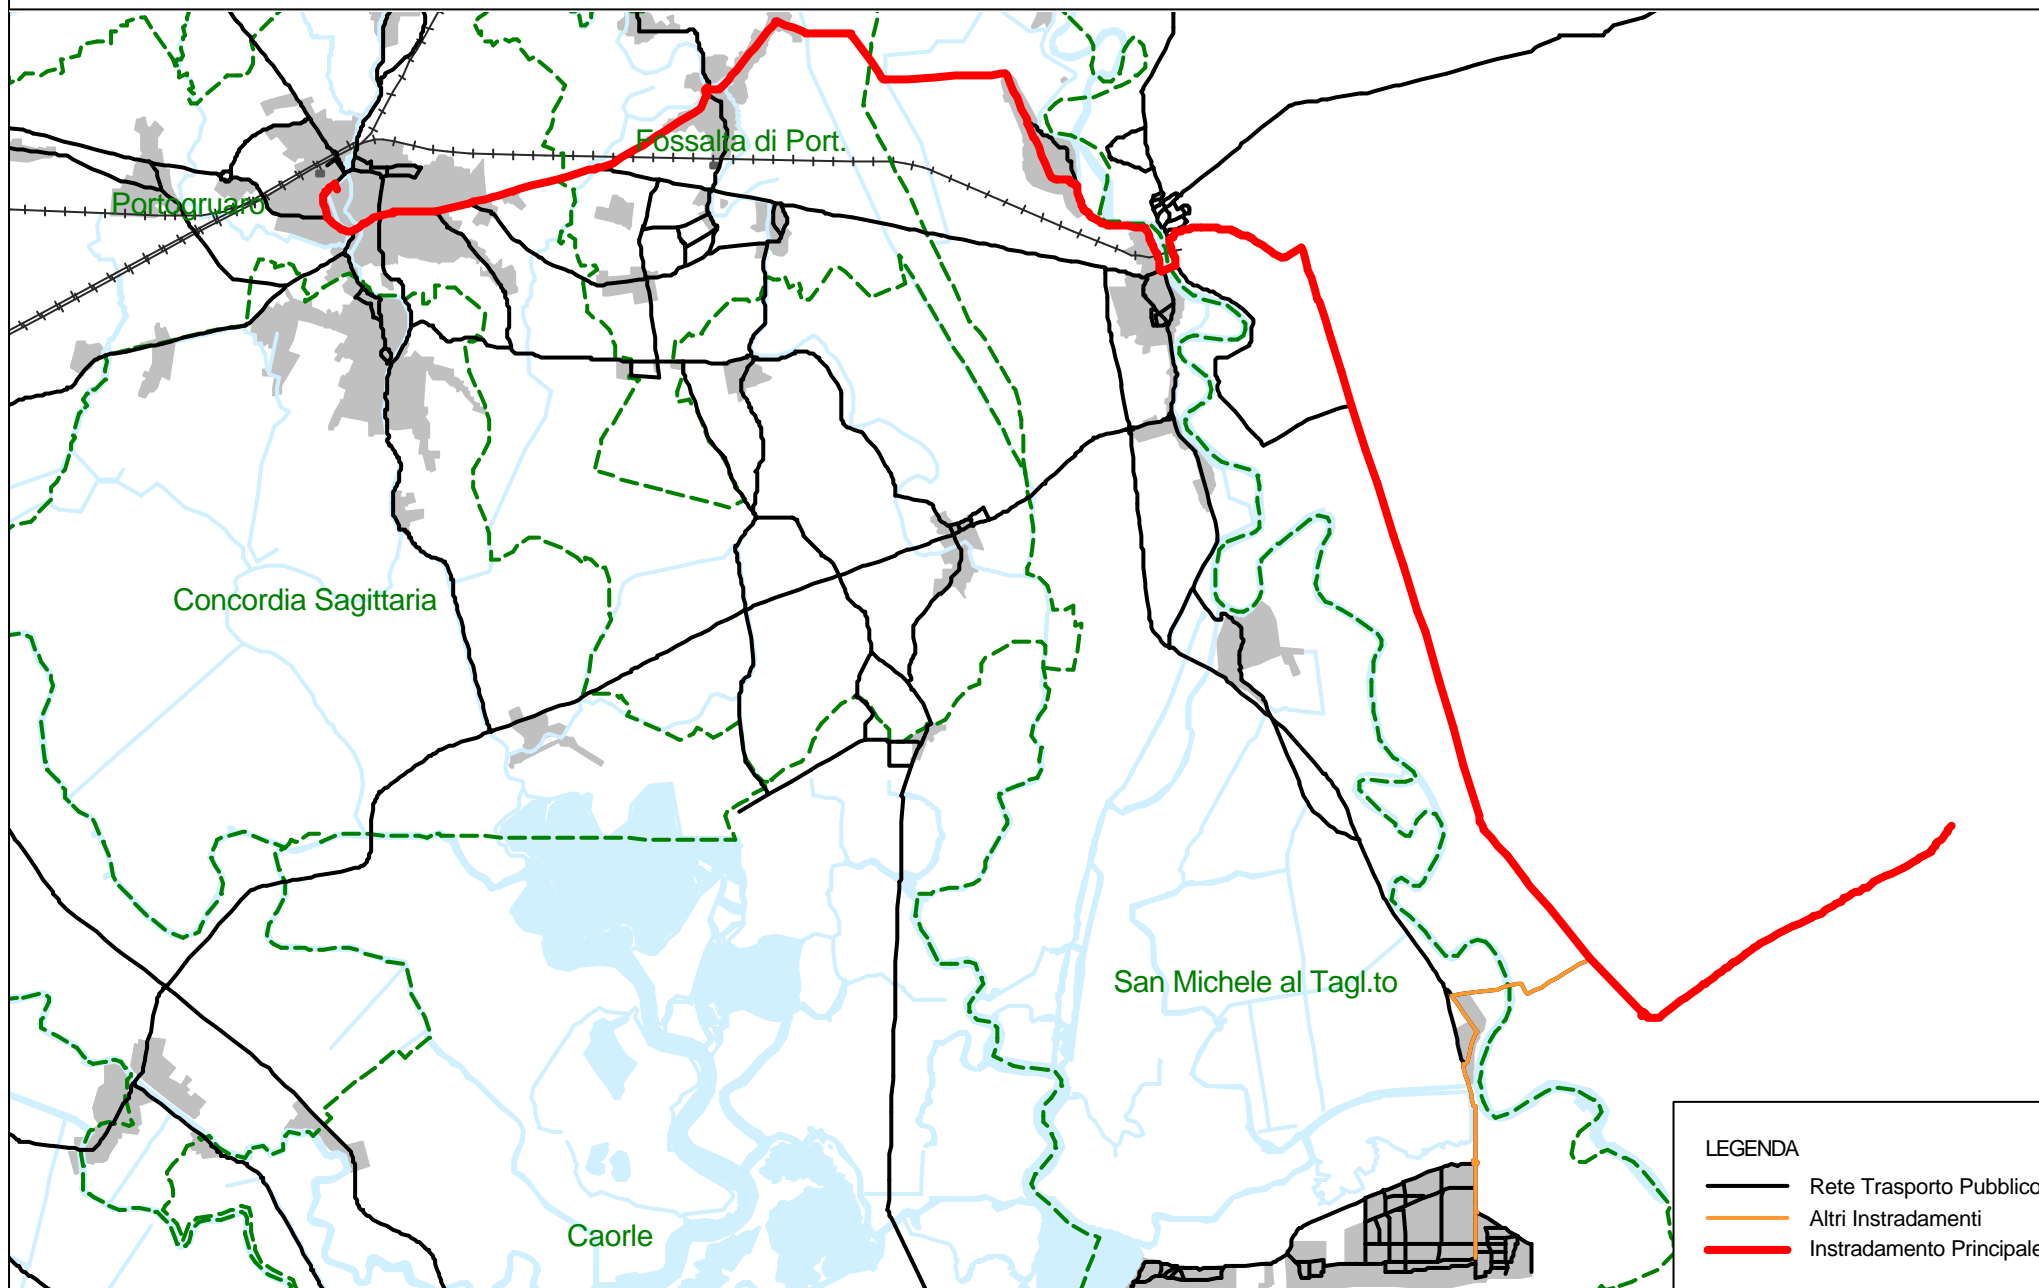 Fossalta di Port.
Portogruaro
Concordia Sagittaria
San Michele al Tagl.to
Caorle
LEGENDA
Rete Trasporto Pubblico
Altri Instradamenti
Instradamento Principale